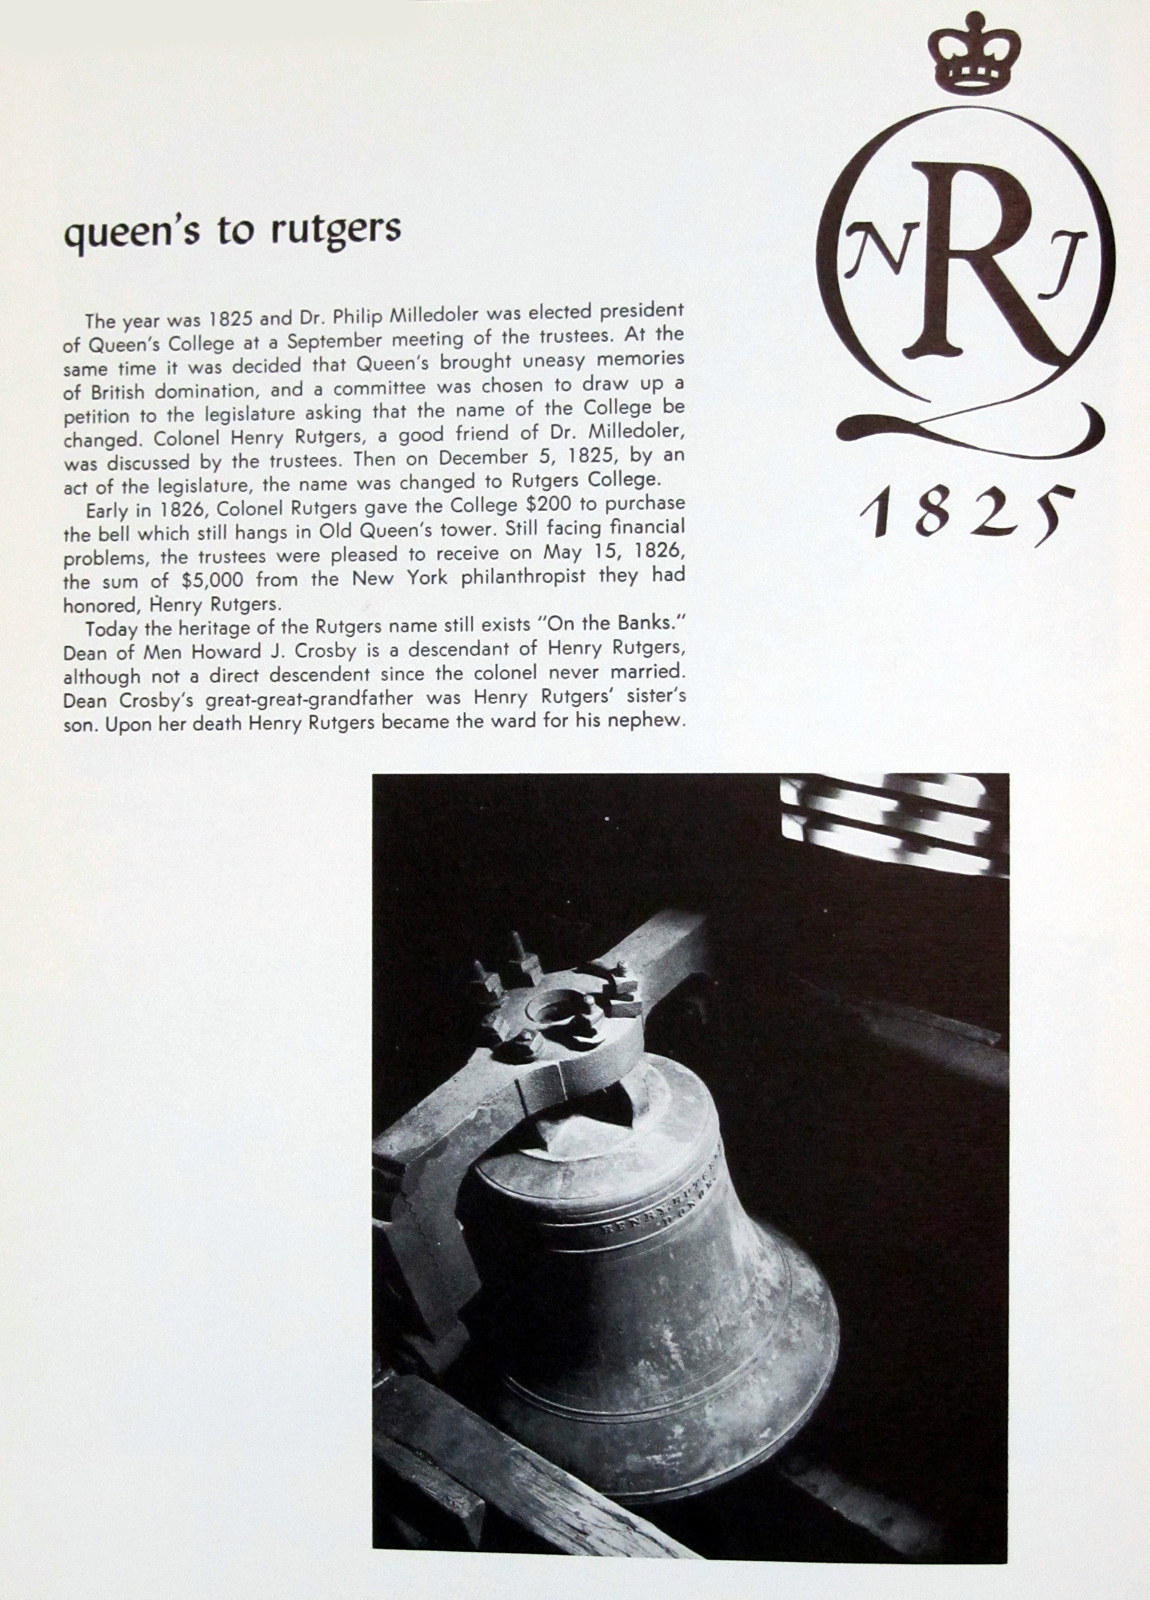 queen's to rutgers
The year was 1825 and Dr. Philip Milledoler was elected president
of Queen's College at a September meeting of the trustees. At the
same time it was decided that Queen's brought uneasy memories
of British domination, and a committee was chosen to draw up a
petition to the legislature asking that the name of the College be
changed. Colonel Henry Rutgers, a good friend of Dr. Milledoler,
was discussed by the trustees. Then on December 5, 1825, by an
act of the legislature, the name was changed to Rutgers College.
Early in 1826, Colonel Rutgers gave the College $200 to purchase
the bell which still hangs in Old Queen's tower. Still facing financial
problems, the trustees were pleased to receive on May 15, 1826,
the sum of $5,000 from the New York philanthropist they had
honored, Henry Rutgers.
Today the heritage of the Rutgers name still exists "On the Banks."
Dean of Men Howard J. Crosby is a descendant of Henry Rutgers,
although not a direct descendent since the colonel never married.
Dean Crosby's great-great-grandfather was Henry Rutgers' sister's
son. Upon her death Henry Rutgers became the ward for his nephew.
N R J
1825
HENRY RUTGERS
DONOR